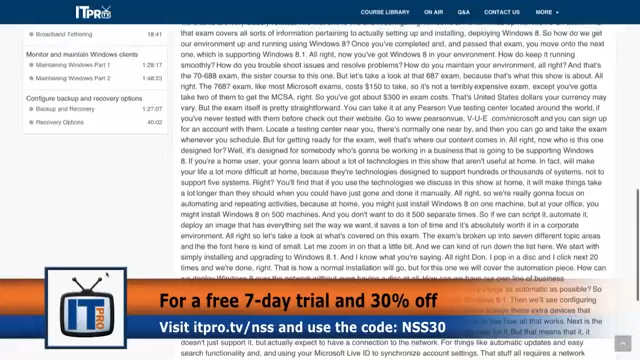 ITPRO TV
COURSE LIBRARY ON AIR Q&A CONTACT US MORE
Broadband Tethering 18:41
Monitor and maintain Windows clients
Maintaining Windows Part 1 1:28:17
Maintaining Windows Part 2 1:48:23
Configure backup and recovery options
Backup and Recovery 1:27:07
Recovery Options 40:02
that exam covers all sorts of information pertaining to actually setting up and installing, deploying Windows 8. So how do we get
our environment up and running using Windows 8? Once you've completed and, and passed that exam, you move onto the next
one, which is supporting Windows 8.1. All right, now you've got Windows 8 in your environment. How do keep it running
smoothly? How do you trouble shoot issues and resolve problems? How do you maintain your environment, all right? And that's the
the 70-688 exam, the sister course to this one. But let's take a look at that 687 exam, because that's what this show is about. All right.
The 7687 exam, like most Microsoft exams, costs $150 to take, so it's not a terribly expensive exam, except you've gotta
take two of them to get the MCSA, right. So you've got about $300 in exam costs. That's United States dollars your currency may
vary. But the exam itself is pretty straightforward. You can take it at any Pearson Vue testing center located around the world, if
you've never tested with them before check out their website. Go to www.pearsonvue, V-U-E .com/microsoft and you can sign up
for an account with them. Locate a testing center near you, there's normally one near by, and then you can go and take the exam
whenever you schedule. But for getting ready for the exam, well that's where our content comes in. All right, now who is this one
designed for? Well, it's designed for somebody who's gonna be working in a business that is going to be supporting Windows
8. If you're a home user, your gonna learn about a lot of technologies in this show that aren't useful at home. In fact, will make
your life a lot more difficult at home, because they're technologies designed to support hundreds or thousands of systems, not to
support five systems. Right? You'll find that if you use the technologies we discuss in this show at home, it will make things take
a lot longer than they should when you could have just gone and done it manually. All right, so we're really gonna focus on
automating and repeating activities, because at home, you might just install Windows 8 on one machine, but at your office, you
might install Windows 8 on 500 machines. And you don't want to do it 500 separate times. So if we can script it, automate it,
deploy an image that has everything set the way we want, it saves a ton of time and it's absolutely worth it in a corporate
environment. All right so let's take a look at what's covered on this exam. The exam's broken up into seven different topic areas
and the the font here is kind of small. Let me zoom in on that a little bit. And we can kind of run down the list here. We start with
simply installing and upgrading to Windows 8.1. And I know what you're saying. All right Don. I pop in a disc and I click next 20
times and we're done, right. That is how a normal installation will go, but for this one we will cover the automation piece. How can
ITPRO
For a free 7-day trial and 30% off
Visit itpro.tv/nss and use the code: NSS30
doesn't support it, but actually expect to have a connection to the network. For things like automatic updates and easy
search functionality and, and using your Microsoft Live ID to synchronize account settings. That stuff all requires a network